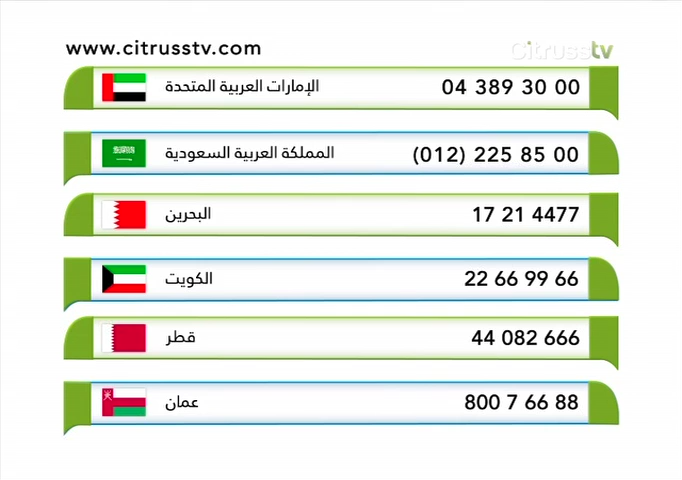 www.citrusstv.com
Citrusstv
الإمارات العربية المتحدة 04 389 30 00
المملكة العربية السعودية (012) 225 85 00
البحرين 17 21 4477
الكويت 22 66 99 66
قطر 44 082 666
عمان 800 7 66 88